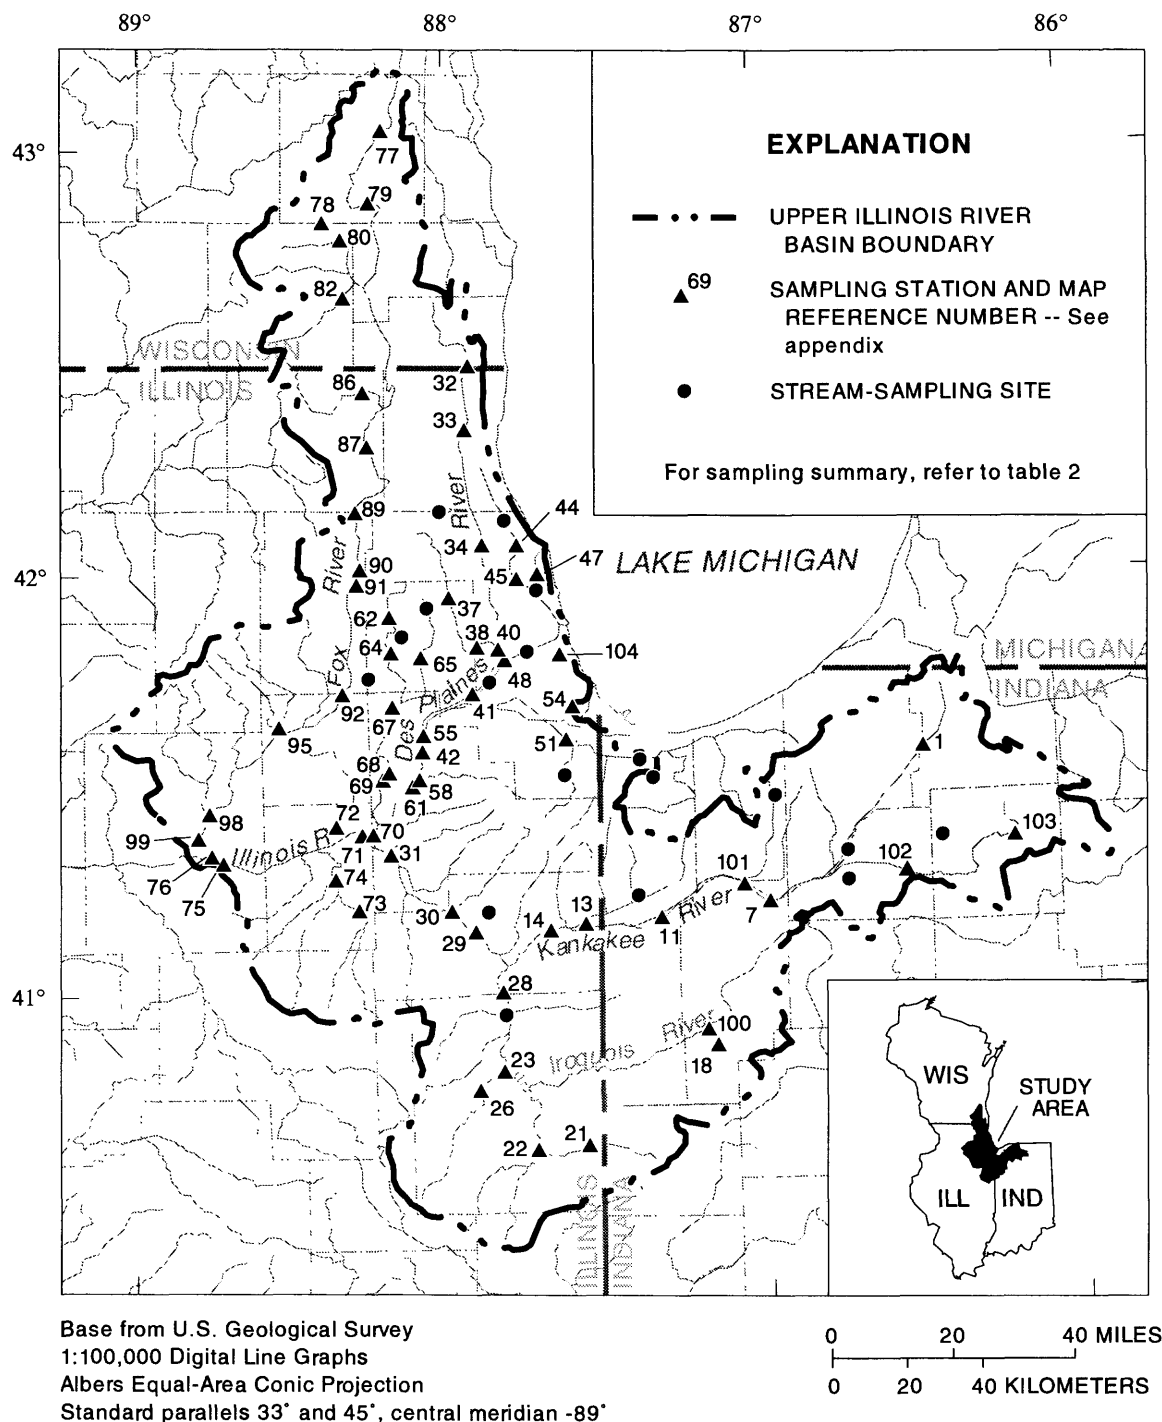 89° 88° 87° 86°
43°
42°
41°
EXPLANATION
UPPER ILLINOIS RIVER
BASIN BOUNDARY
69
SAMPLING STATION AND MAP
REFERENCE NUMBER -- See
appendix
STREAM-SAMPLING SITE
For sampling summary, refer to table 2
77
79
78
80
82
WISCONSIN
ILLINOIS
32
86
33
87
89
River
River
44
34
47
LAKE MICHIGAN
45
90
91
37
62
38 40
64
65
104
MICHIGAN
INDIANA
Fox
Des Plaines
48
92
41
54
67
95
55
51
42
1
68
69
58
61
98
72
99
70
103
Illinois R
71
31
76
75
74
101
102
73
30
13
River
7
29
14
11
Kankakee
28
River
100
Iroquois
18
23
26
21
22
ILLINOIS
INDIANA
WIS
STUDY
AREA
ILL
IND
Base from U.S. Geological Survey
1:100,000 Digital Line Graphs
Albers Equal-Area Conic Projection
Standard parallels 33° and 45°, central meridian -89°
0 20 40 MILES
0 20 40 KILOMETERS